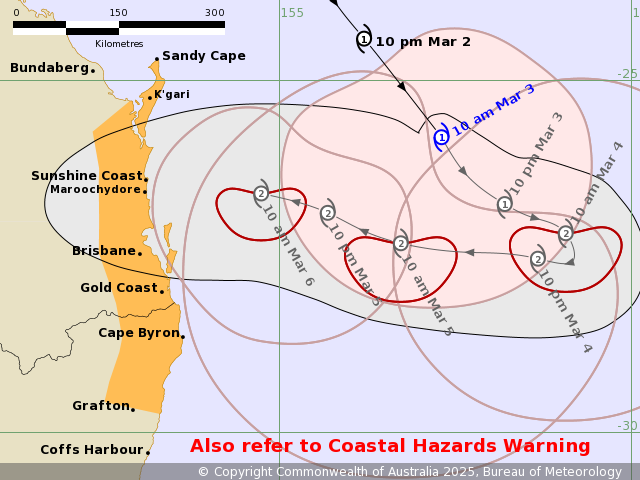 0 150 300
Kilometres
155
1
10 pm Mar 2
1
Sandy Cape
Bundaberg
-25
K'gari
10 am Mar 3
1
10 pm Mar 3
1
10 am Mar 4
2
Sunshine Coast
Maroochydore
10 am Mar 6
2
10 pm Mar 5
2
10 am Mar 5
2
10 pm Mar 4
2
Brisbane
Gold Coast
Cape Byron
Grafton
-30
Coffs Harbour
Also refer to Coastal Hazards Warning
© Copyright Commonwealth of Australia 2025, Bureau of Meteorology